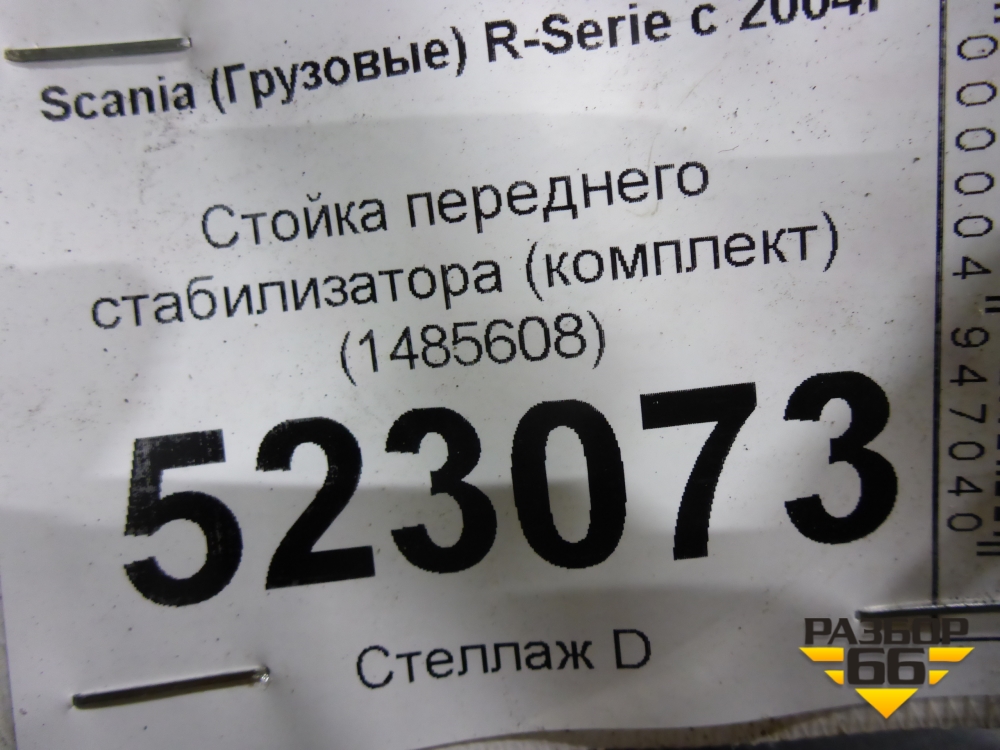 Scania (Грузовые) R-Serie с 2004г
Стойка переднего
стабилизатора (комплект)
(1485608)
523073
Стеллаж D
РАЗБОР
66